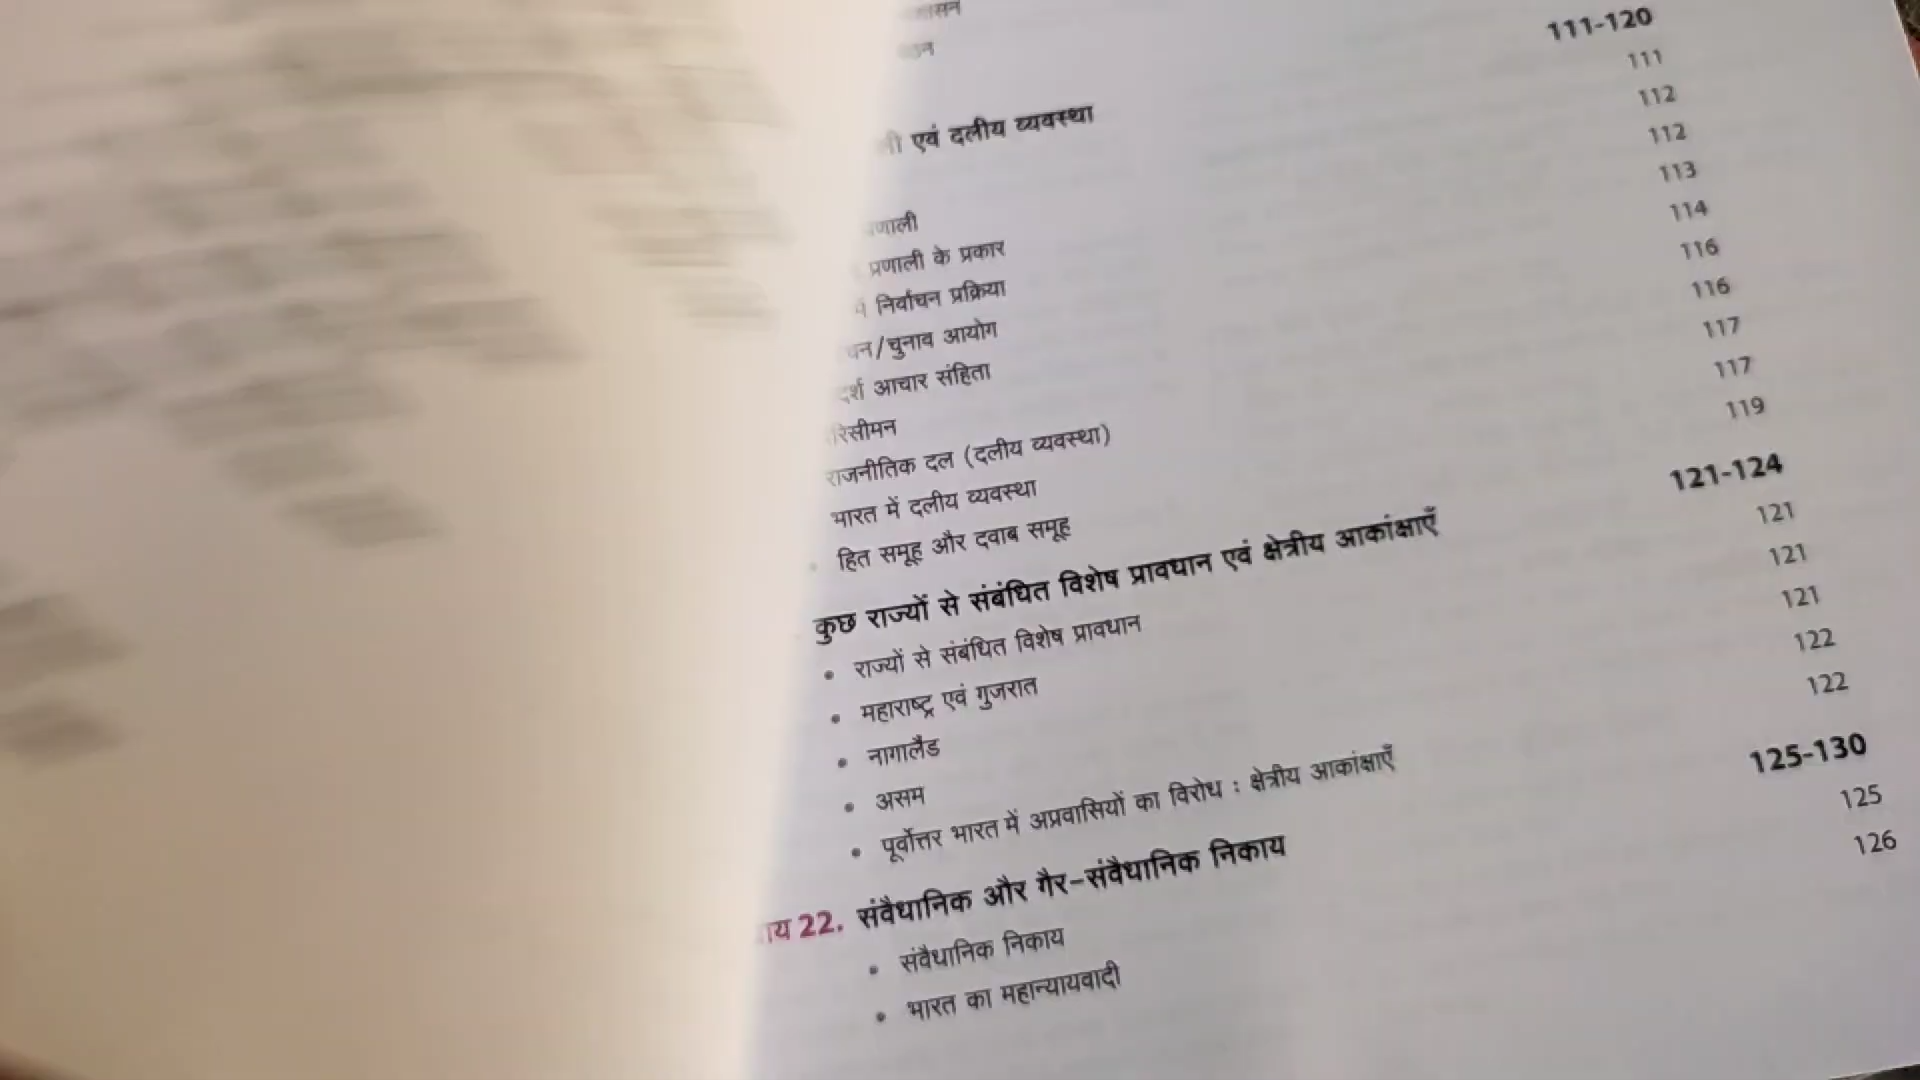 111-120
111
एवं दलीय व्यवस्था
112
112
113
प्रणाली के प्रकार
114
निर्वाचन प्रक्रिया
116
/चुनाव आयोग
116
आचार संहिता
117
117
राजनीतिक दल (दलीय व्यवस्था)
119
भारत में दलीय व्यवस्था
• हित समूह और दवाब समूह
कुछ राज्यों से संबंधित विशेष प्रावधान एवं क्षेत्रीय आकांक्षाएँ 121-124
• राज्यों से संबंधित विशेष प्रावधान 121
• महाराष्ट्र एवं गुजरात 121
• नागालैंड 121
• असम 122
• पूर्वोत्तर भारत में अप्रवासियों का विरोध : क्षेत्रीय आकांक्षाएँ 122
22. संवैधानिक और गैर-संवैधानिक निकाय 125-130
• संवैधानिक निकाय 125
• भारत का महान्यायवादी 126